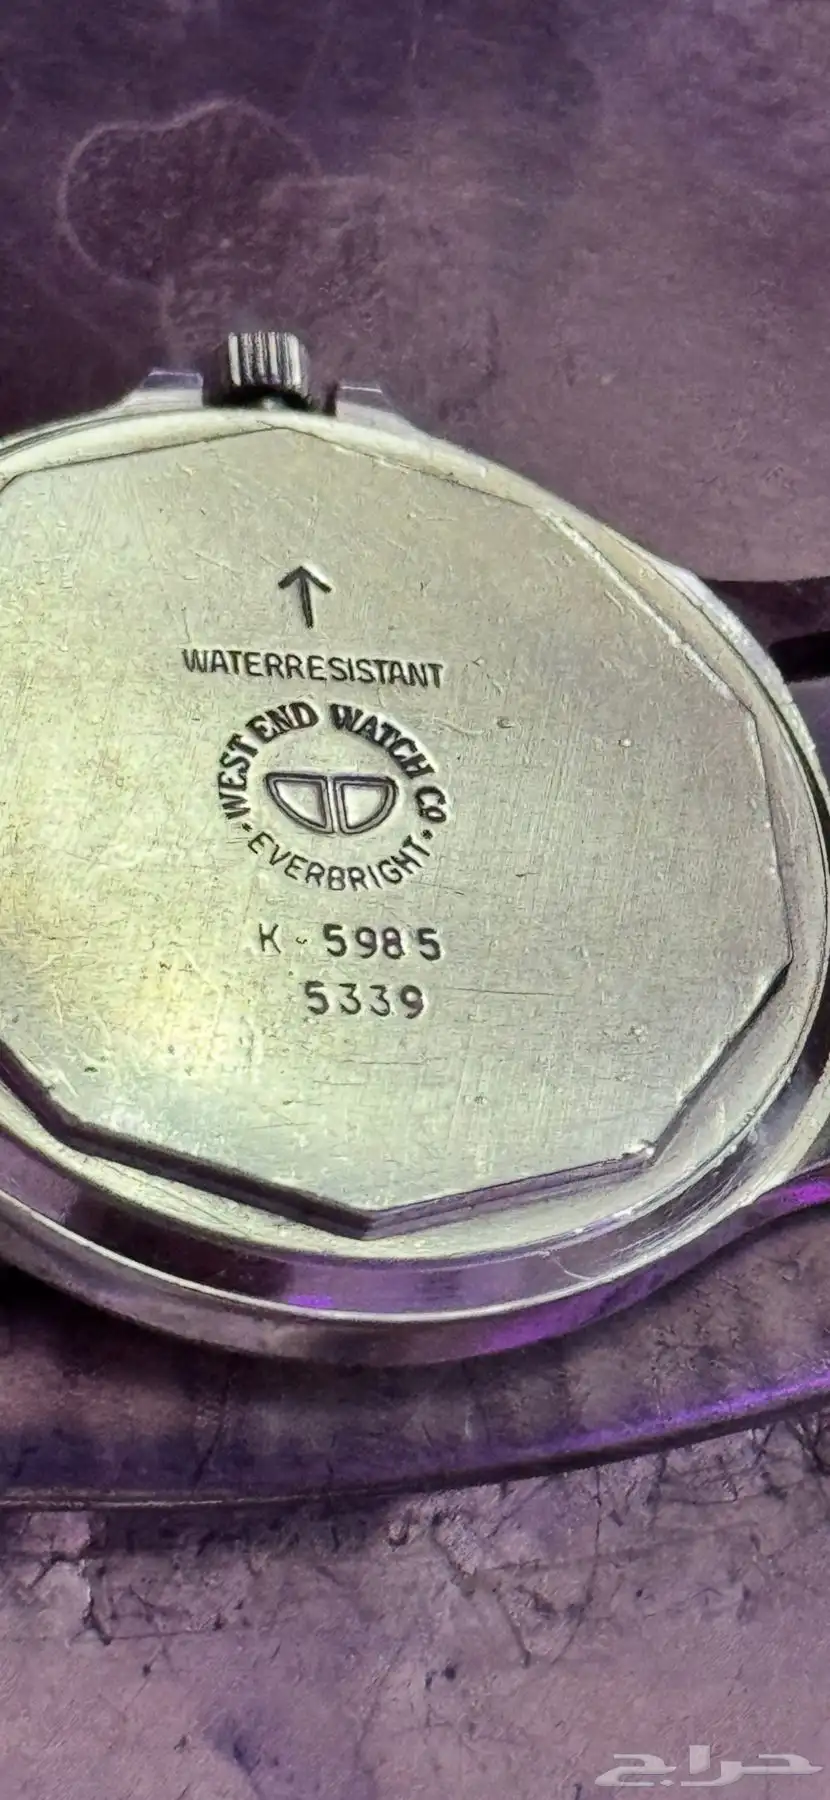 ↑
WATERRESISTANT
WEST END WATCH Co
• EVERBRIGHT •
K - 5985
5339
حراج